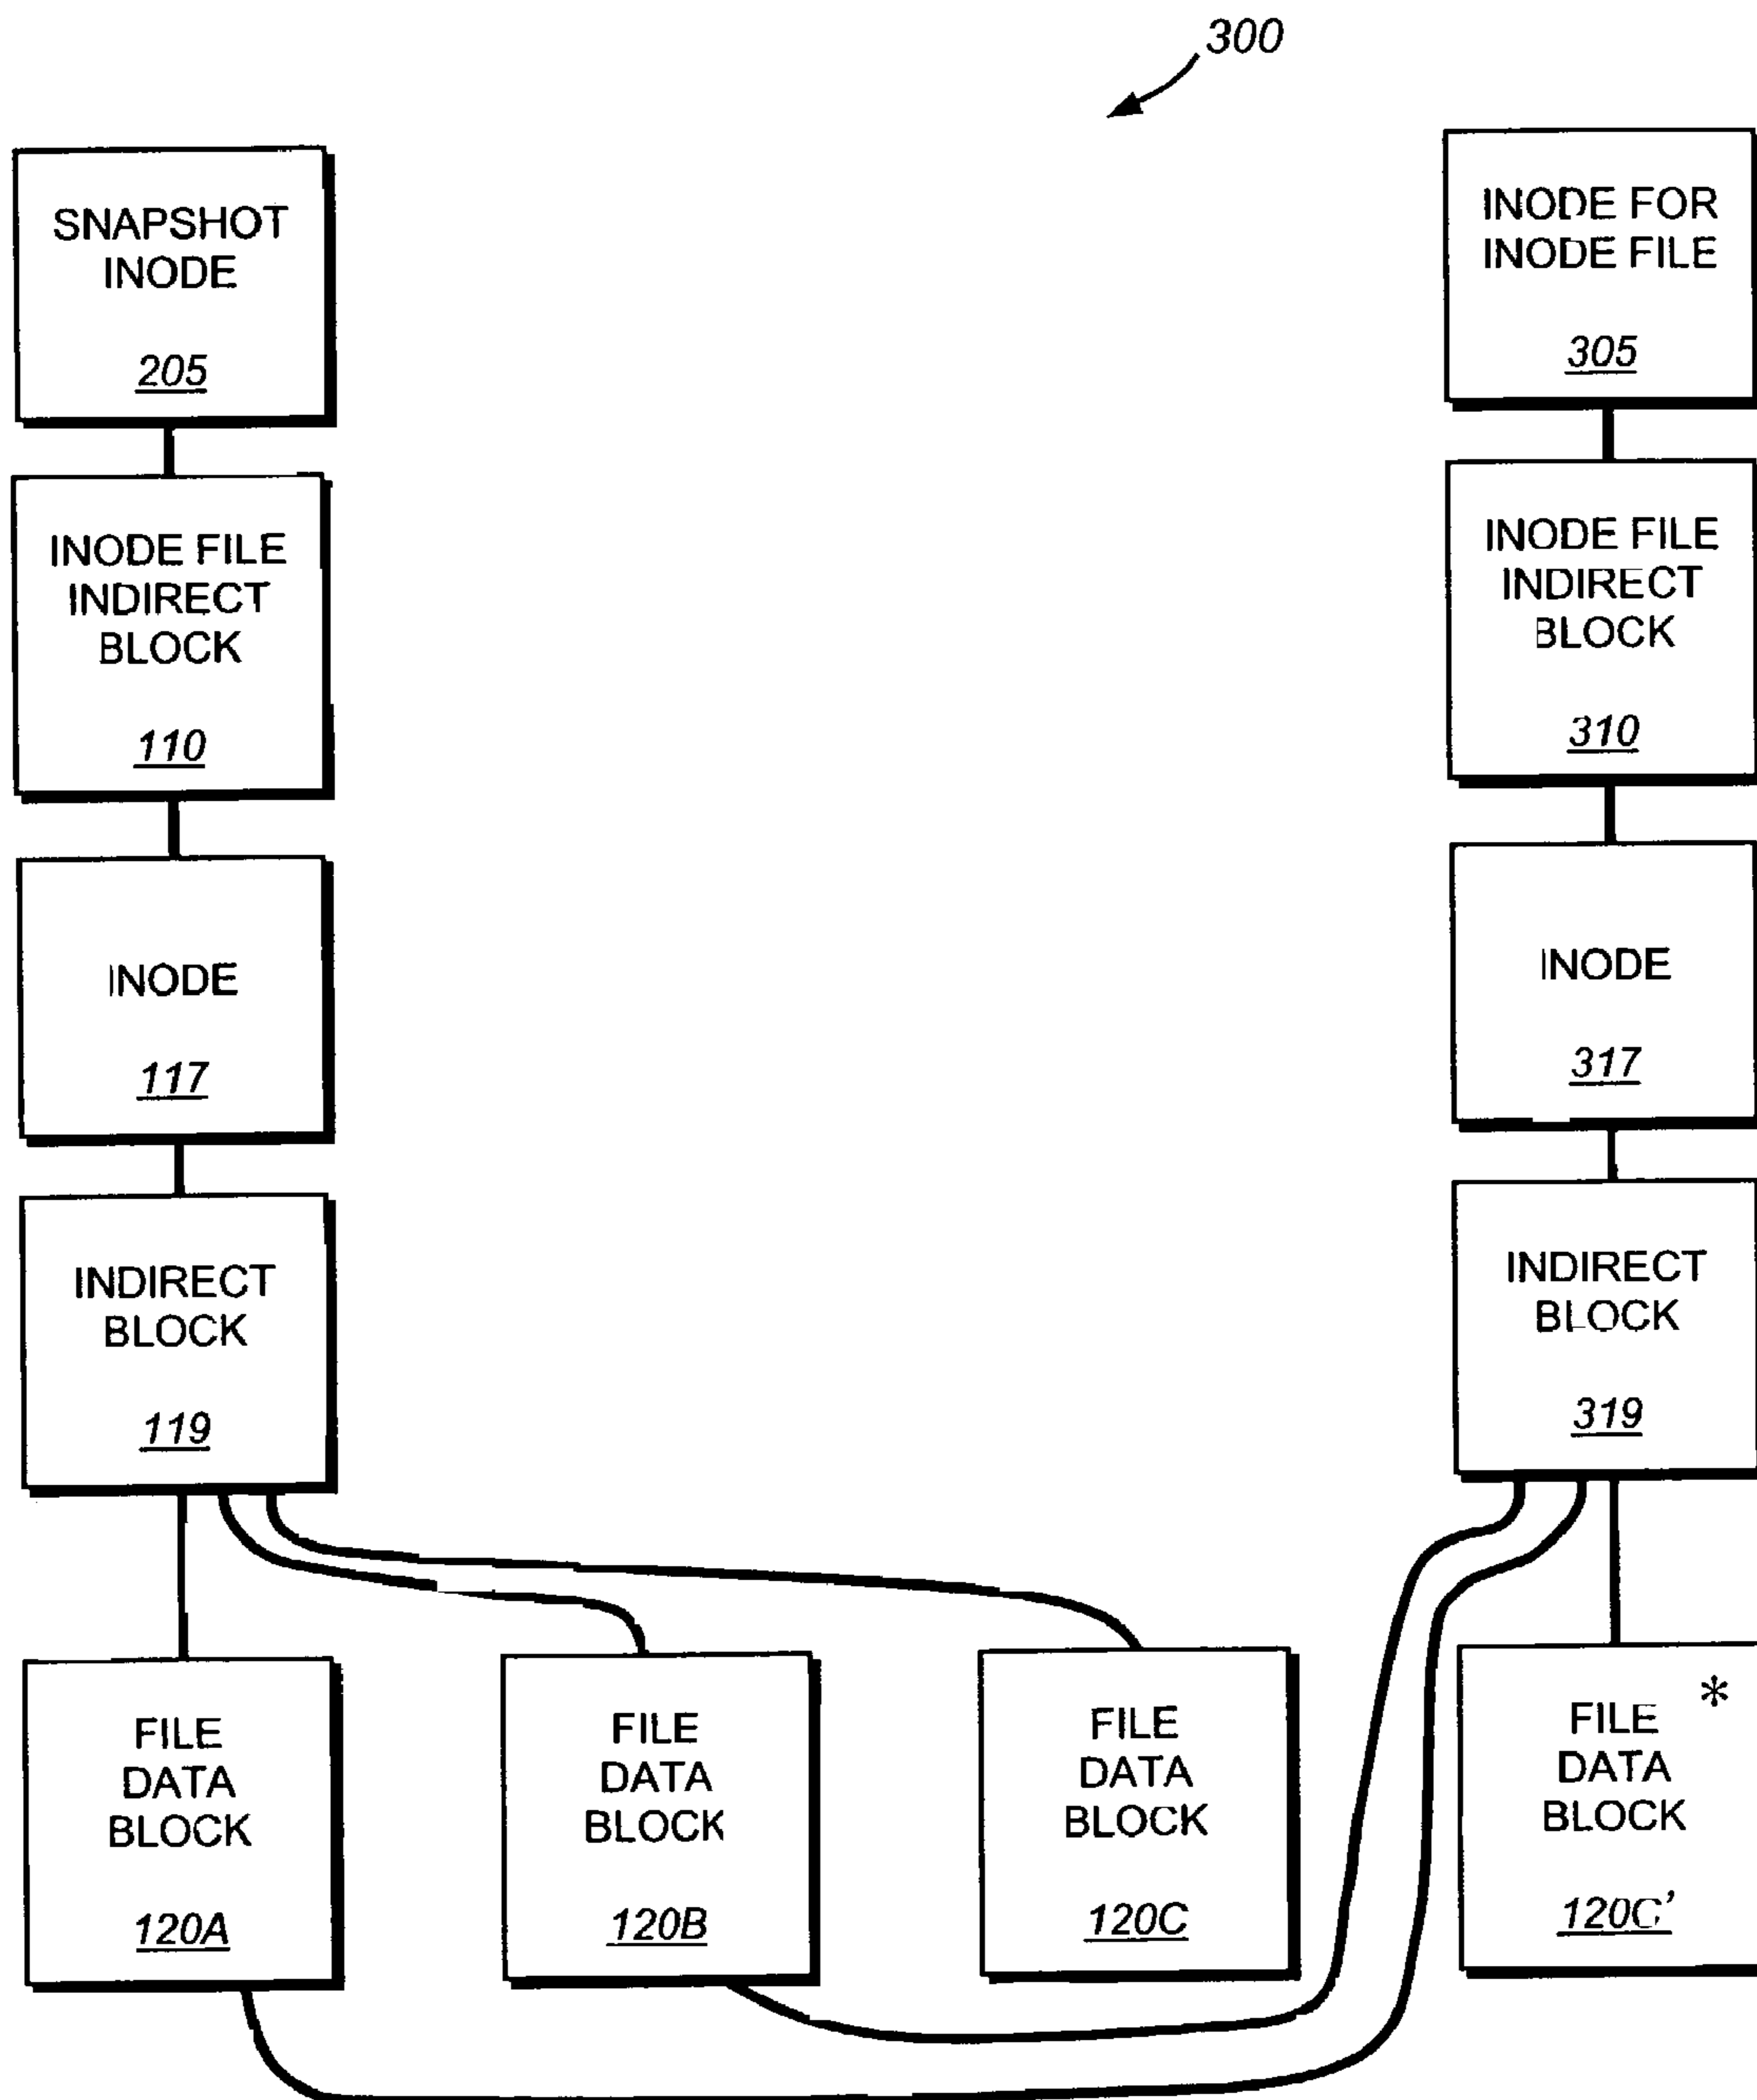 300
SNAPSHOT
INODE
205
INODE FOR
INODE FILE
305
INODE FILE
INDIRECT
BLOCK
110
INODE FILE
INDIRECT
BLOCK
310
INODE
117
INODE
317
INDIRECT
BLOCK
119
INDIRECT
BLOCK
319
FILE
DATA
BLOCK
120A
FILE
DATA
BLOCK
120B
FILE
DATA
BLOCK
120C
*
FILE
DATA
BLOCK
120C'